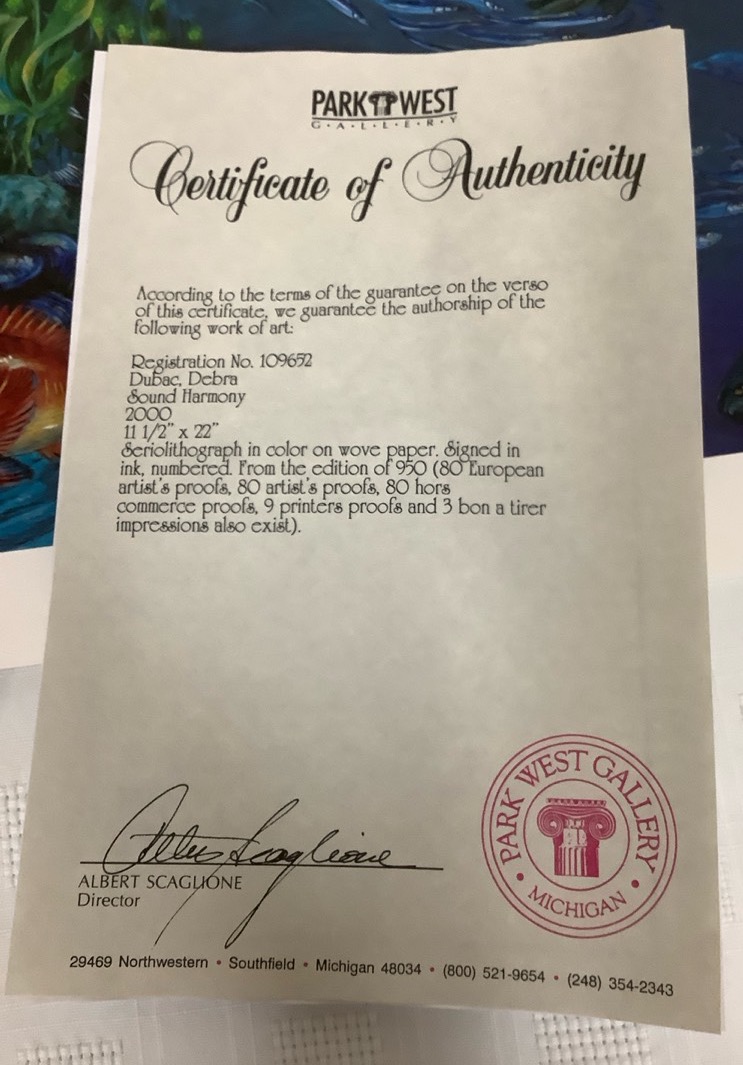 PARK WEST
G·A·L·L·E·R·Y
Certificate of Authenticity
According to the terms of the guarantee on the verso
of this certificate, we guarantee the authorship of the
following work of art:
Registration No. 109652
Dubac, Debra
Sound Harmony
2000
11 1/2" x 22"
Seriolithograph in color on wove paper. Signed in
ink, numbered. From the edition of 950 (80 European
artist's proofs, 80 artist's proofs, 80 hors
commerce proofs, 9 printers proofs and 3 bon a tirer
impressions also exist).
Albert Scaglione
ALBERT SCAGLIONE
Director
PARK WEST GALLERY
• MICHIGAN •
29469 Northwestern • Southfield • Michigan 48034 • (800) 521-9654 • (248) 354-2343